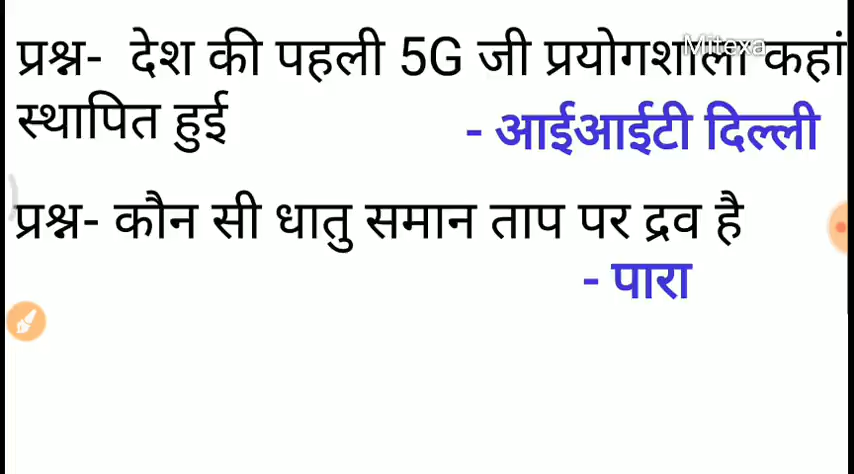 प्रश्न- देश की पहली 5G जी प्रयोगशाला कहां
Mitexa
स्थापित हुई
- आईआईटी दिल्ली
प्रश्न- कौन सी धातु समान ताप पर द्रव है
- पारा